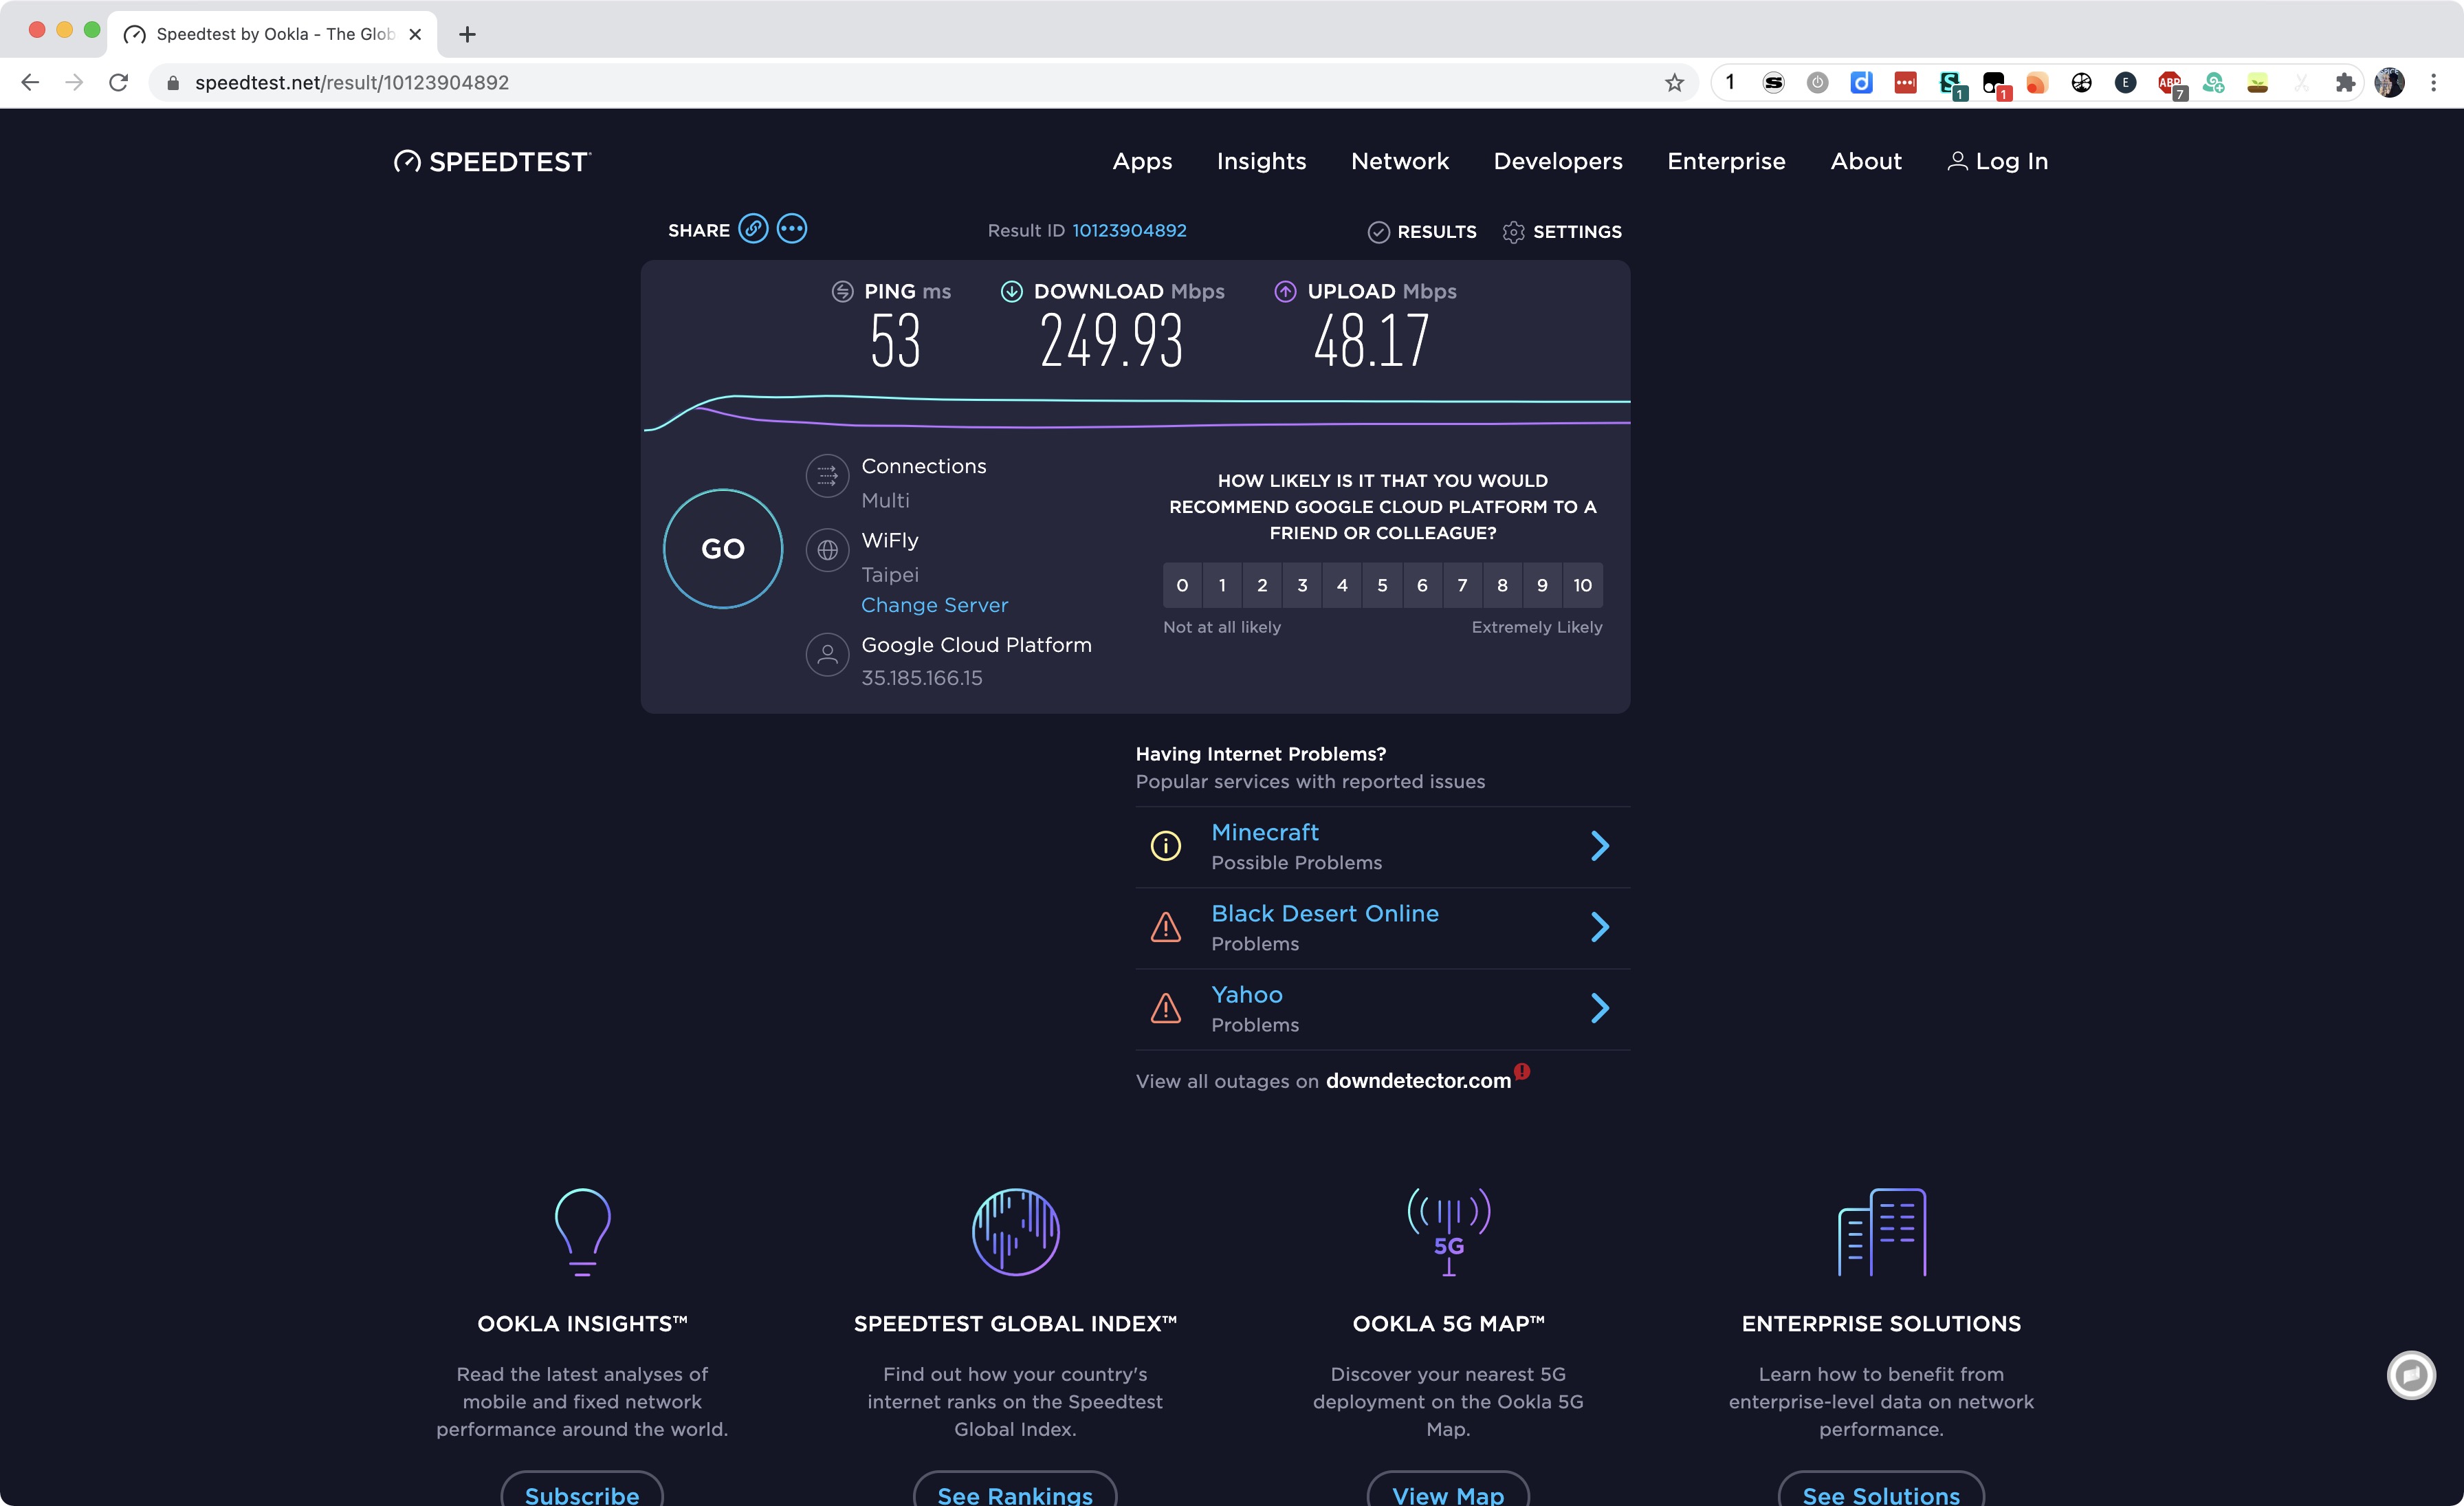 Speedtest by Ookla - The Glob
speedtest.net/result/10123904892
1
1
1
E
ABP
7
SPEEDTEST
Apps Insights Network Developers Enterprise About Log In
SHARE
Result ID 10123904892
RESULTS SETTINGS
PING ms DOWNLOAD Mbps UPLOAD Mbps
53 249.93 48.17
GO
Connections
Multi
WiFly
Taipei
Change Server
Google Cloud Platform
35.185.166.15
HOW LIKELY IS IT THAT YOU WOULD
RECOMMEND GOOGLE CLOUD PLATFORM TO A
FRIEND OR COLLEAGUE?
0 1 2 3 4 5 6 7 8 9 10
Not at all likely Extremely Likely
Having Internet Problems?
Popular services with reported issues
Minecraft
Possible Problems
Black Desert Online
Problems
Yahoo
Problems
View all outages on downdetector.com
5G
OOKLA INSIGHTS™
Read the latest analyses of
mobile and fixed network
performance around the world.
Subscribe
SPEEDTEST GLOBAL INDEX™
Find out how your country's
internet ranks on the Speedtest
Global Index.
See Rankings
OOKLA 5G MAP™
Discover your nearest 5G
deployment on the Ookla 5G
Map.
View Map
ENTERPRISE SOLUTIONS
Learn how to benefit from
enterprise-level data on network
performance.
See Solutions